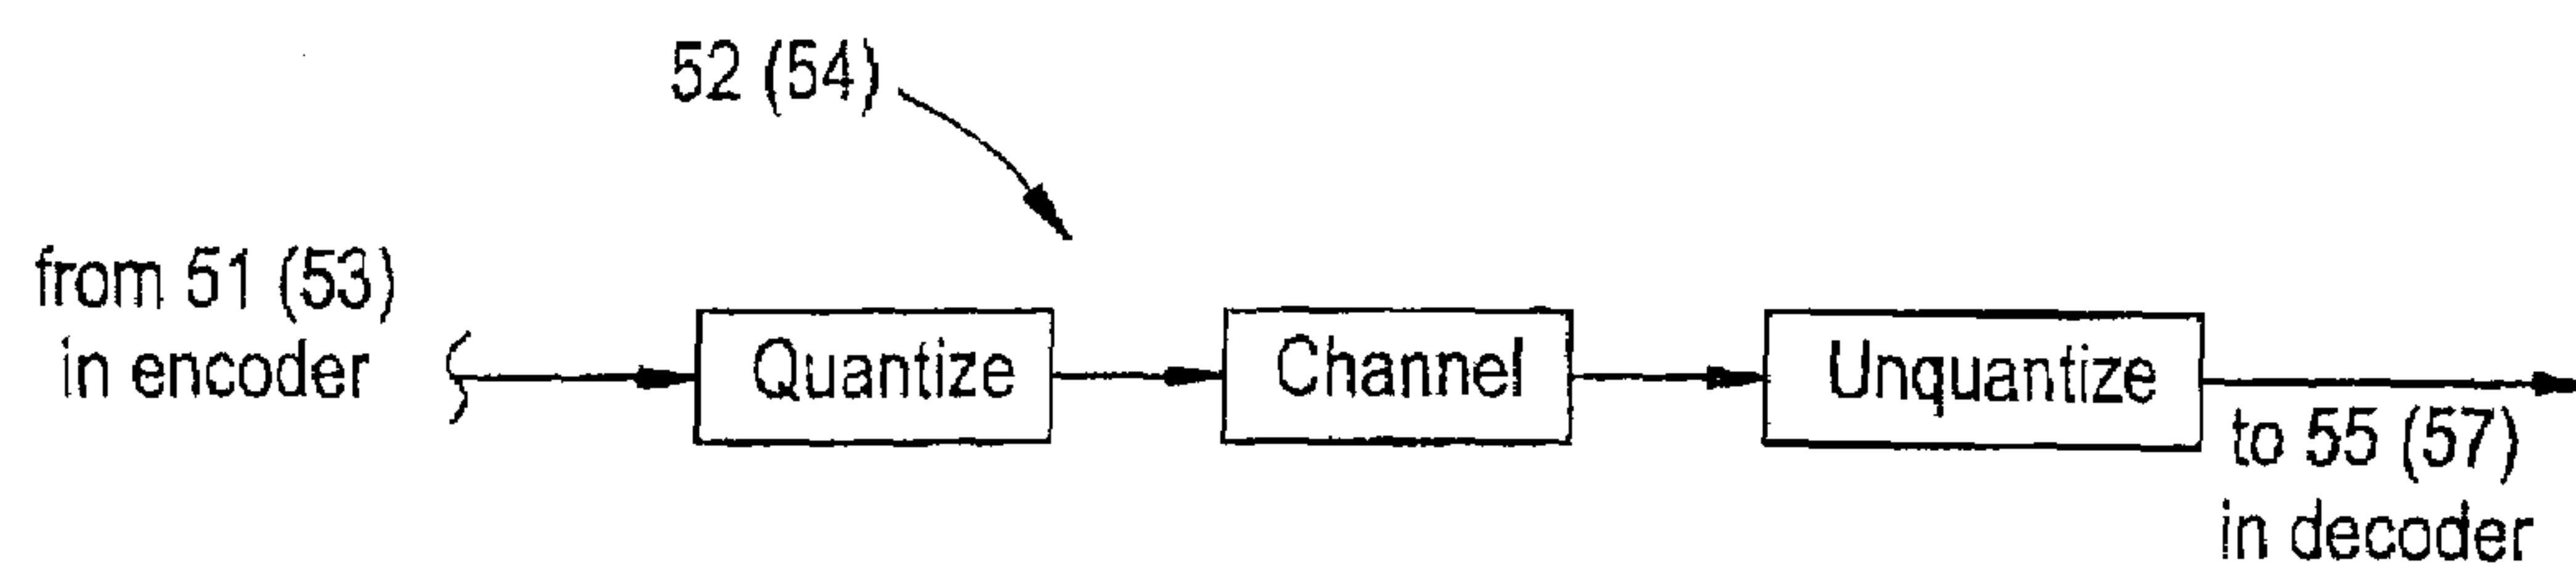 52 (54)
from 51 (53)
in encoder
Quantize
Channel
Unquantize
to 55 (57)
in decoder